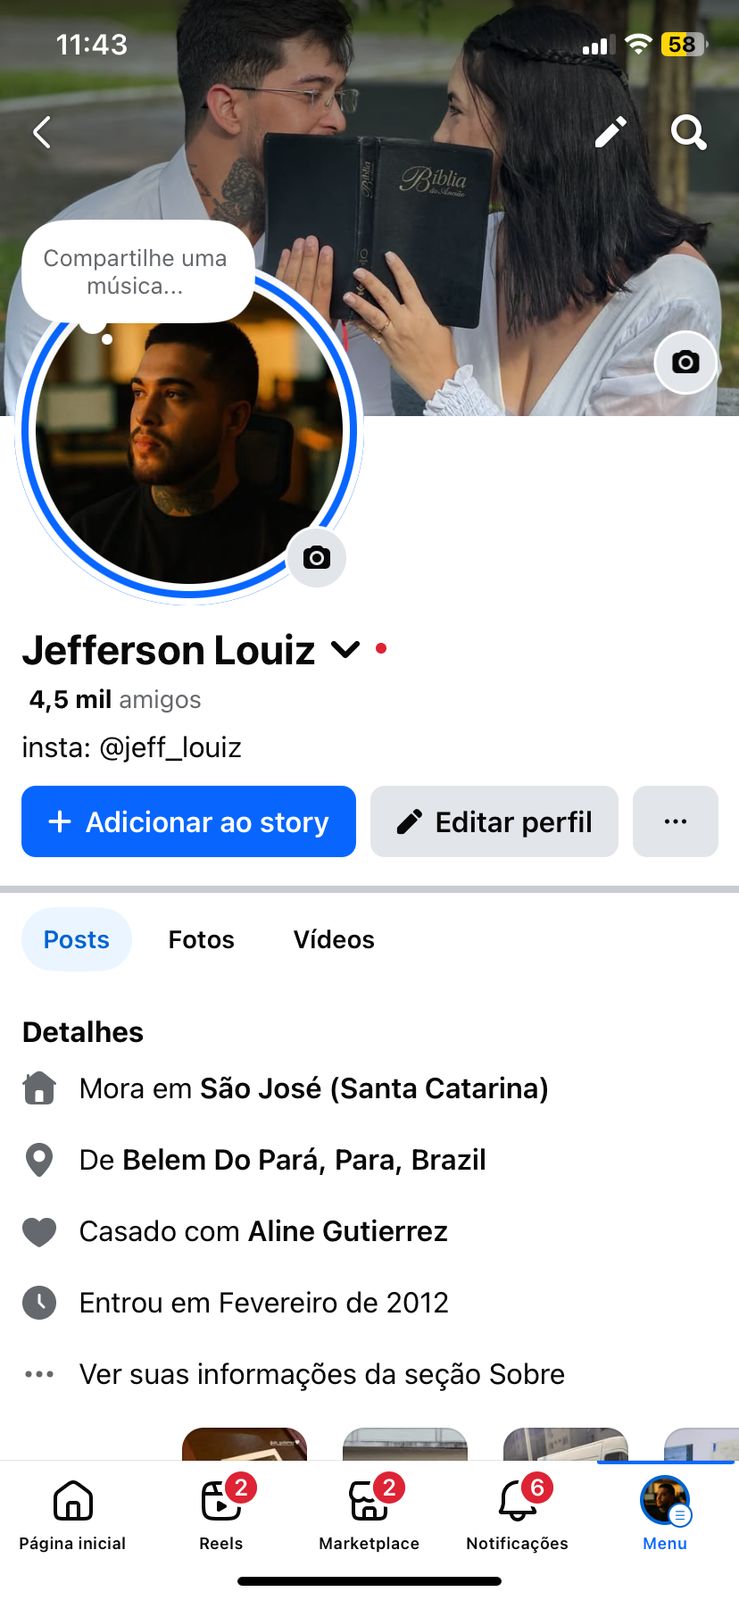 11:43
58
Bíblia
Bíblia
do Ancião
Compartilhe uma
música...
Jefferson Louiz
4,5 mil amigos
insta: @jeff_louiz
+ Adicionar ao story
Editar perfil
Posts
Fotos
Vídeos
Detalhes
Mora em São José (Santa Catarina)
De Belem Do Pará, Para, Brazil
Casado com Aline Gutierrez
Entrou em Fevereiro de 2012
Ver suas informações da seção Sobre
2
2
6
Página inicial
Reels
Marketplace
Notificações
Menu